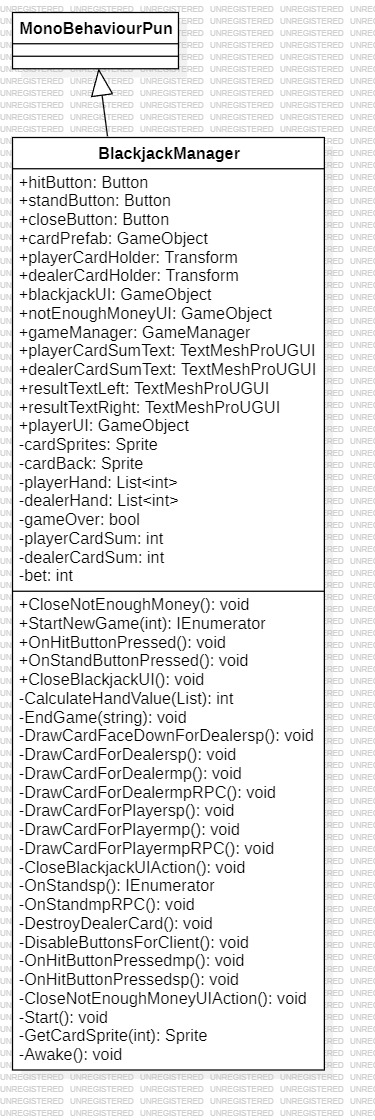 MonoBehaviourPun
BlackjackManager
+hitButton: Button
+standButton: Button
+closeButton: Button
+cardPrefab: GameObject
+playerCardHolder: Transform
+dealerCardHolder: Transform
+blackjackUI: GameObject
+notEnoughMoneyUI: GameObject
+gameManager: GameManager
+playerCardSumText: TextMeshProUGUI
+dealerCardSumText: TextMeshProUGUI
+resultTextLeft: TextMeshProUGUI
+resultTextRight: TextMeshProUGUI
+playerUI: GameObject
-cardSprites: Sprite
-cardBack: Sprite
-playerHand: List<int>
-dealerHand: List<int>
-gameOver: bool
-playerCardSum: int
-dealerCardSum: int
-bet: int
+CloseNotEnoughMoney(): void
+StartNewGame(int): IEnumerator
+OnHitButtonPressed(): void
+OnStandButtonPressed(): void
+CloseBlackjackUI(): void
-CalculateHandValue(List): int
-EndGame(string): void
-DrawCardFaceDownForDealersp(): void
-DrawCardForDealersp(): void
-DrawCardForDealermp(): void
-DrawCardForDealermpRPC(): void
-DrawCardForPlayersp(): void
-DrawCardForPlayermp(): void
-DrawCardForPlayermpRPC(): void
-CloseBlackjackUIAction(): void
-OnStandsp(): IEnumerator
-OnStandmpRPC(): void
-DestroyDealerCard(): void
-DisableButtonsForClient(): void
-OnHitButtonPressedmp(): void
-OnHitButtonPressedsp(): void
-CloseNotEnoughMoneyUIAction(): void
-Start(): void
-GetCardSprite(int): Sprite
-Awake(): void